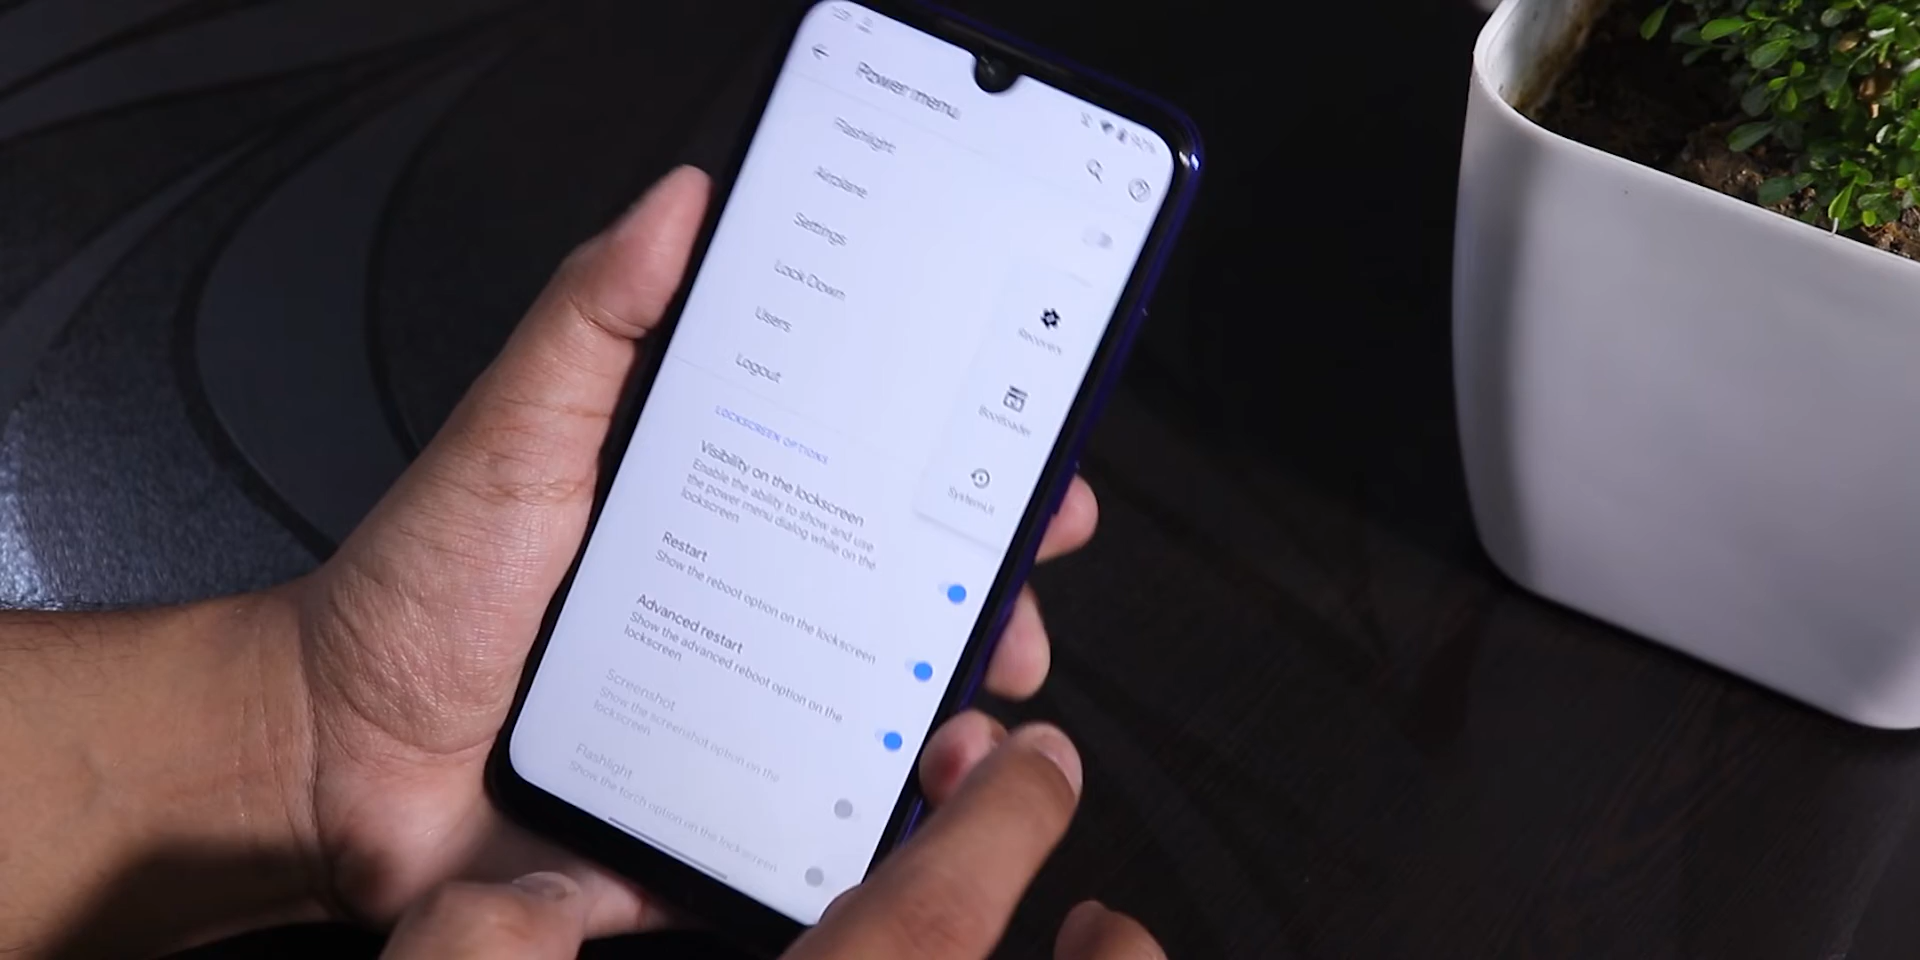 Power menu
Flashlight
Airplane
Settings
Lock Down
Users
Logout
Recovery
Bootloader
SystemUI
LOCKSCREEN OPTIONS
Visibility on the lockscreen
Enable the ability to show and use
the power menu dialog while on the
lockscreen
Restart
Show the reboot option on the lockscreen
Advanced restart
Show the advanced reboot option on the
lockscreen
Screenshot
Show the screenshot option on the
lockscreen
Flashlight
Show the torch option on the lockscreen